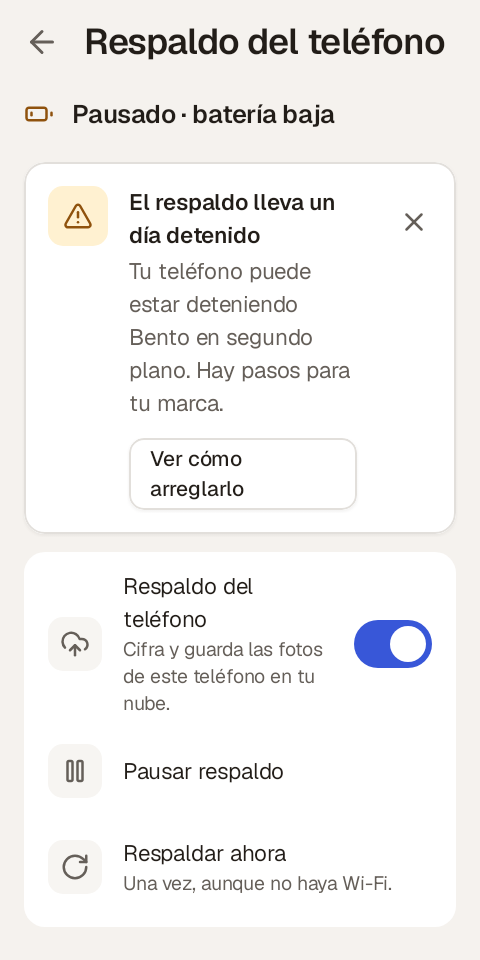 Respaldo del teléfono
Pausado · batería baja
El respaldo lleva un
día detenido
Tu teléfono puede
estar deteniendo
Bento en segundo
plano. Hay pasos para
tu marca.
Ver cómo
arreglarlo
Respaldo del
teléfono
Cifra y guarda las fotos
de este teléfono en tu
nube.
Pausar respaldo
Respaldar ahora
Una vez, aunque no haya Wi-Fi.